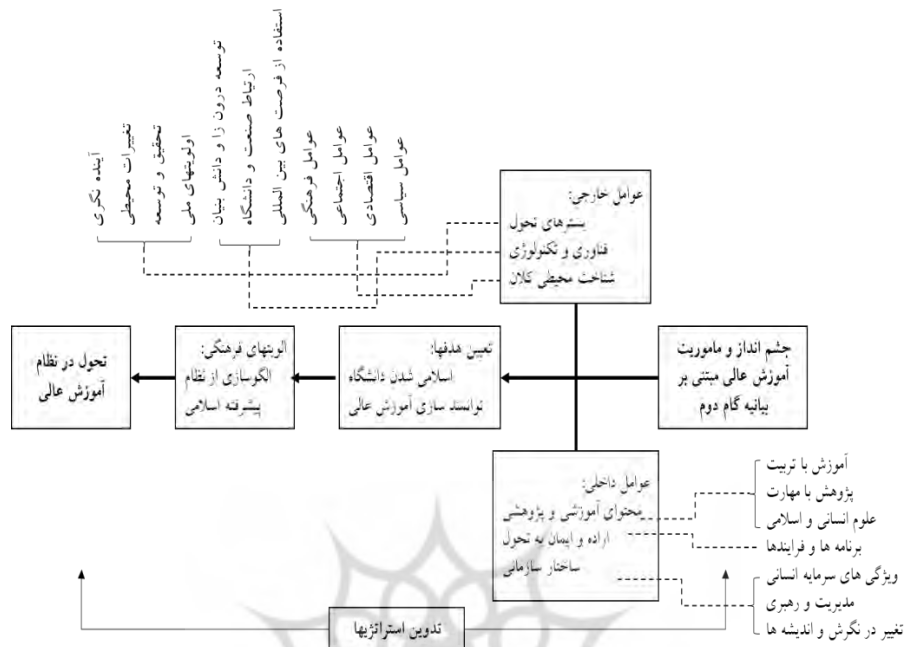 استفاده از فرصت های بین المللی
ارتباط صنعت و دانشگاه
توسعه درون زا و دانش بنیان
عوامل سیاسی
عوامل اقتصادی
عوامل اجتماعی
عوامل فرهنگی
اولویتهای ملی
تحقیق و توسعه
تغییرات محیطی
آینده نگری
عوامل خارجی:
بسترهای تحول
فناوری و تکنولوژی
شناخت محیطی کلان
چشم انداز و ماموریت
آموزش عالی مبتنی بر
بیانیه گام دوم
تعیین هدفها:
اسلامی شدن دانشگاه
توانمند سازی آموزش عالی
الویتهای فرهنگی:
الگوسازی از نظام
پیشرفته اسلامی
تحول در نظام
آموزش عالی
عوامل داخلی:
محتوای آموزشی و پژوهشی
اراده و ایمان به تحول
ساختار سازمانی
آموزش با تربیت
پژوهش با مهارت
علوم انسانی و اسلامی
برنامه ها و فرایندها
ویژگی های سرمایه انسانی
مدیریت و رهبری
تغییر در نگرش و اندیشه ها
تدوین استراتژیها